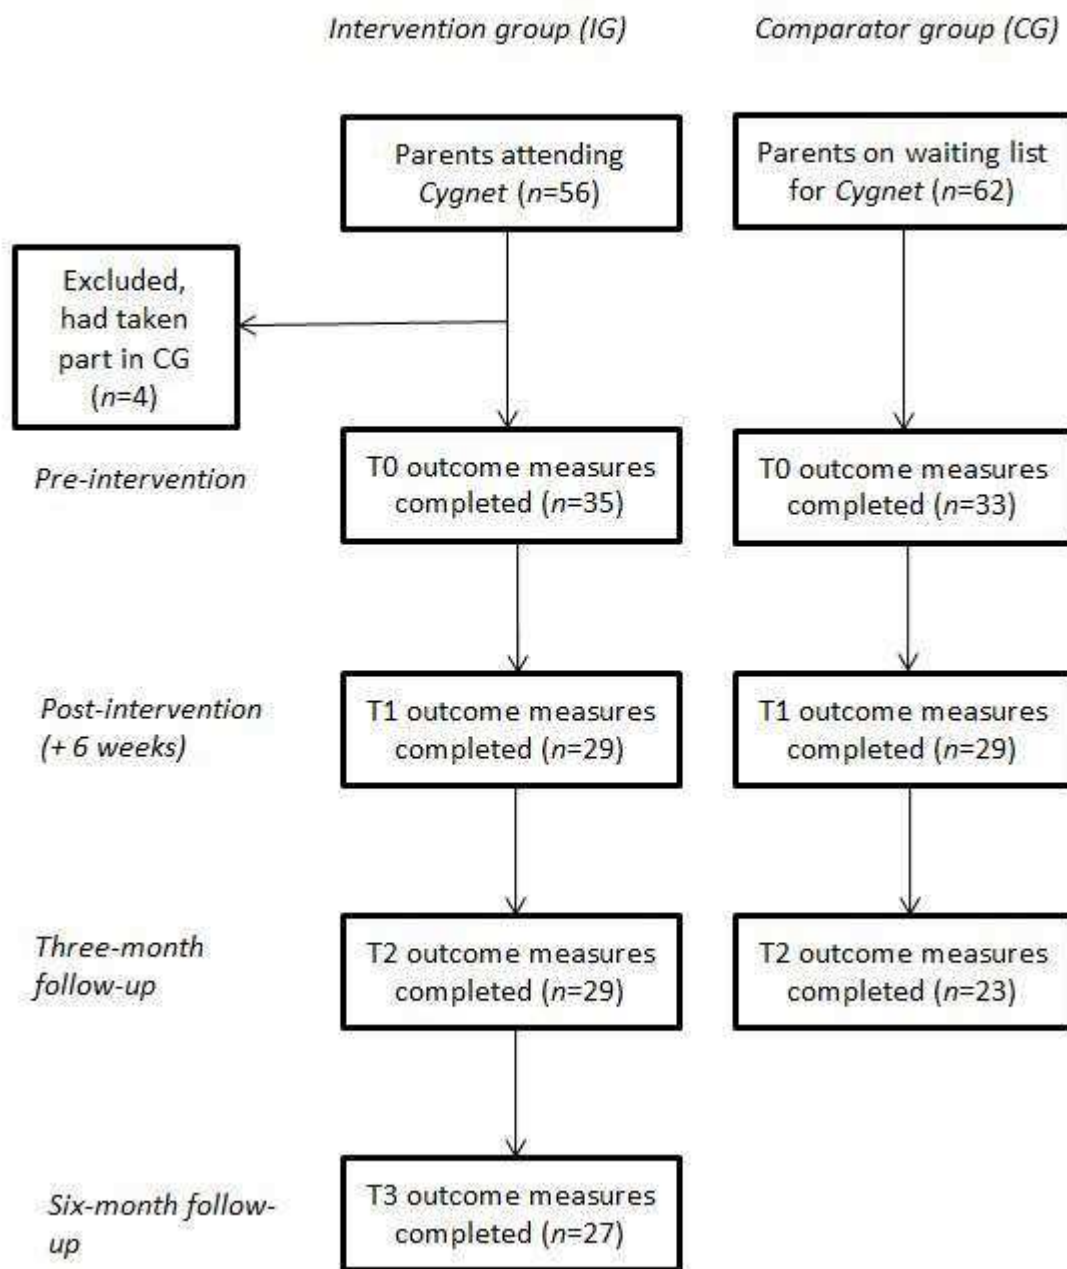 Intervention group (IG)
Comparator group (CG)
Parents attending
Cygnet (n=56)
Parents on waiting list
for Cygnet (n=62)
Excluded,
had taken
part in CG
(n=4)
Pre-intervention
T0 outcome measures
completed (n=35)
T0 outcome measures
completed (n=33)
Post-intervention
(+ 6 weeks)
T1 outcome measures
completed (n=29)
T1 outcome measures
completed (n=29)
Three-month
follow-up
T2 outcome measures
completed (n=29)
T2 outcome measures
completed (n=23)
Six-month follow-
up
T3 outcome measures
completed (n=27)